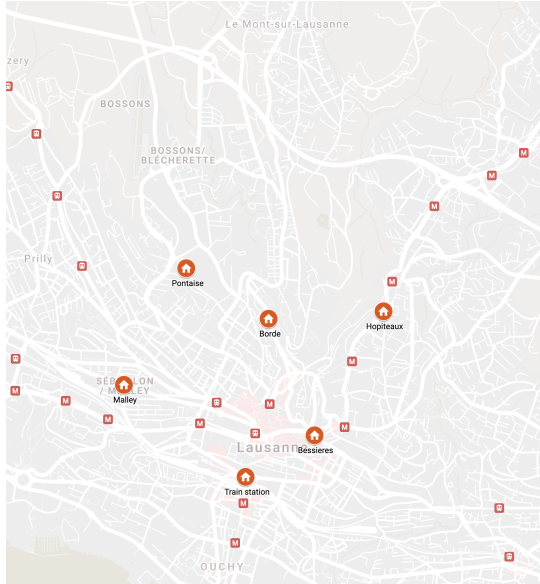 Le Mont-sur-Lausanne
zery
BOSSONS
BOSSONS/
BLÉCHERETTE
M
M
M
Prilly
Pontaise
M
Hopiteaux
Borde
M
SÉBEILLON
/ MALLEY
Malley
M
M
M
M
M
M
Lausanne
Bessieres
Train station
M
M
OUCHY